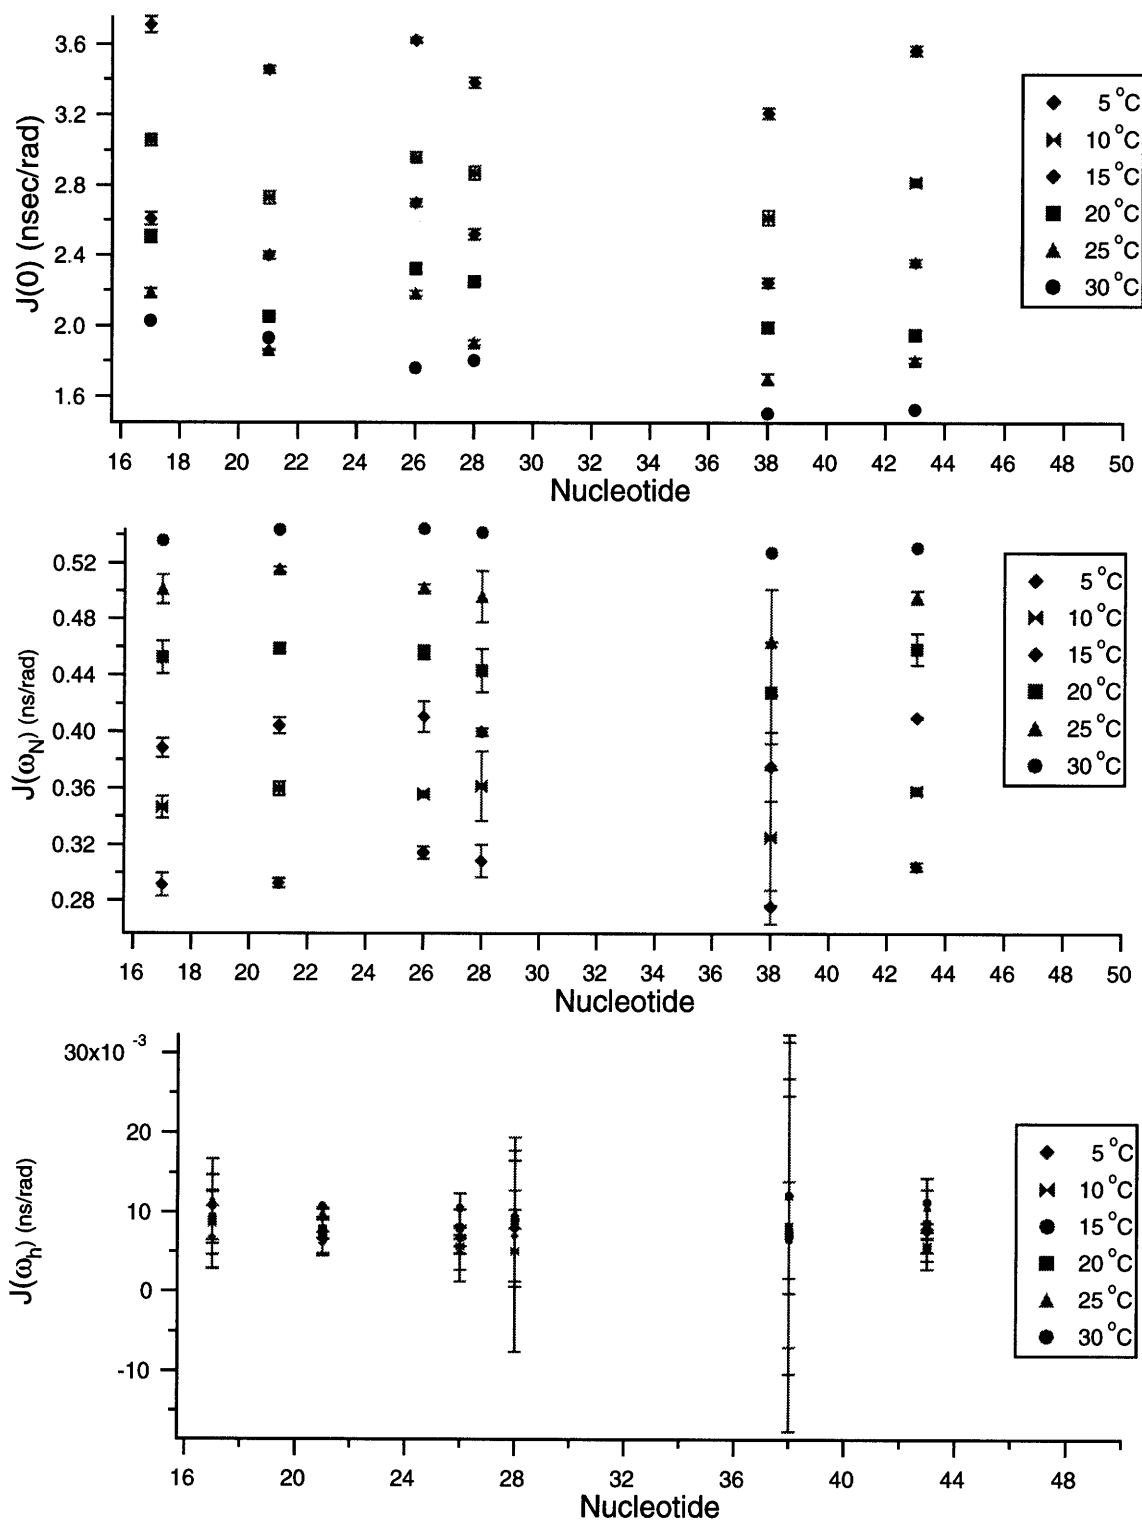 J(0) (nsec/rad)
3.6
3.2
2.8
2.4
2.0
1.6
16 18 20 22 24 26 28 30 32 34 36 38 40 42 44 46 48 50
Nucleotide
5 °C
10 °C
15 °C
20 °C
25 °C
30 °C
J(ωN) (ns/rad)
0.52
0.48
0.44
0.40
0.36
0.32
0.28
16 18 20 22 24 26 28 30 32 34 36 38 40 42 44 46 48 50
Nucleotide
5 °C
10 °C
15 °C
20 °C
25 °C
30 °C
J(ωh) (ns/rad)
30x10 -3
20
10
0
-10
16 20 24 28 32 36 40 44 48
Nucleotide
5 °C
10 °C
15 °C
20 °C
25 °C
30 °C